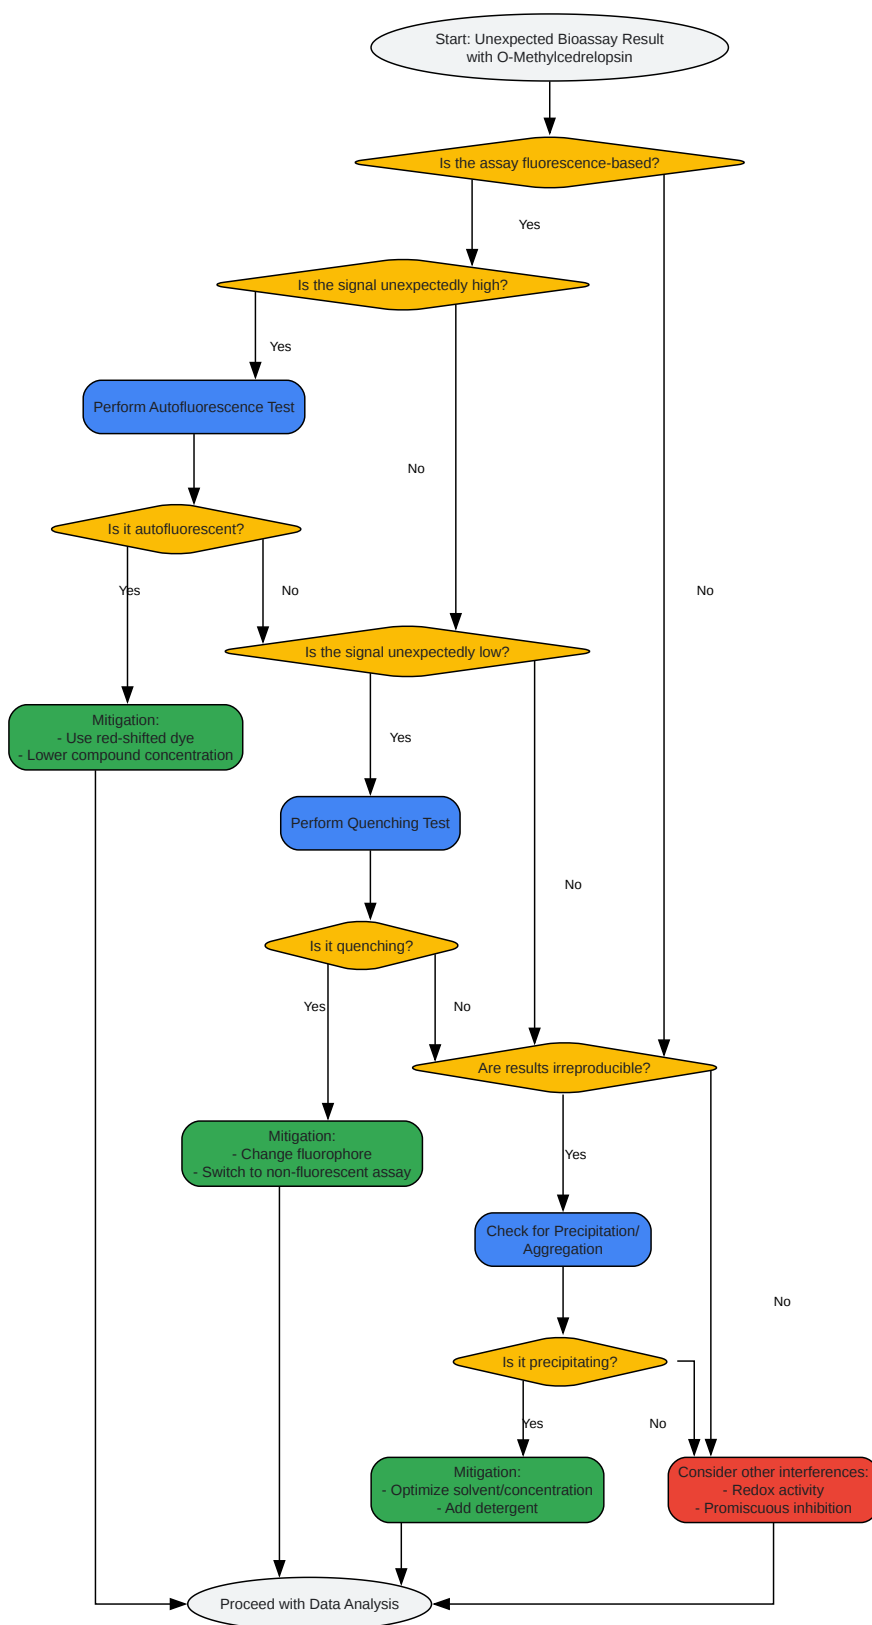 Start: Unexpected Bioassay Result
with O-Methylcedrelopsin
Is the assay fluorescence-based?
Yes
Is the signal unexpectedly high?
Yes
Perform Autofluorescence Test
No
Is it autofluorescent?
Yes
No
No
Is the signal unexpectedly low?
Mitigation:
- Use red-shifted dye
- Lower compound concentration
Yes
Perform Quenching Test
No
Is it quenching?
Yes
No
Are results irreproducible?
Mitigation:
- Change fluorophore
- Switch to non-fluorescent assay
Yes
Check for Precipitation/
Aggregation
No
Is it precipitating?
Yes
No
Mitigation:
- Optimize solvent/concentration
- Add detergent
Consider other interferences:
- Redox activity
- Promiscuous inhibition
Proceed with Data Analysis